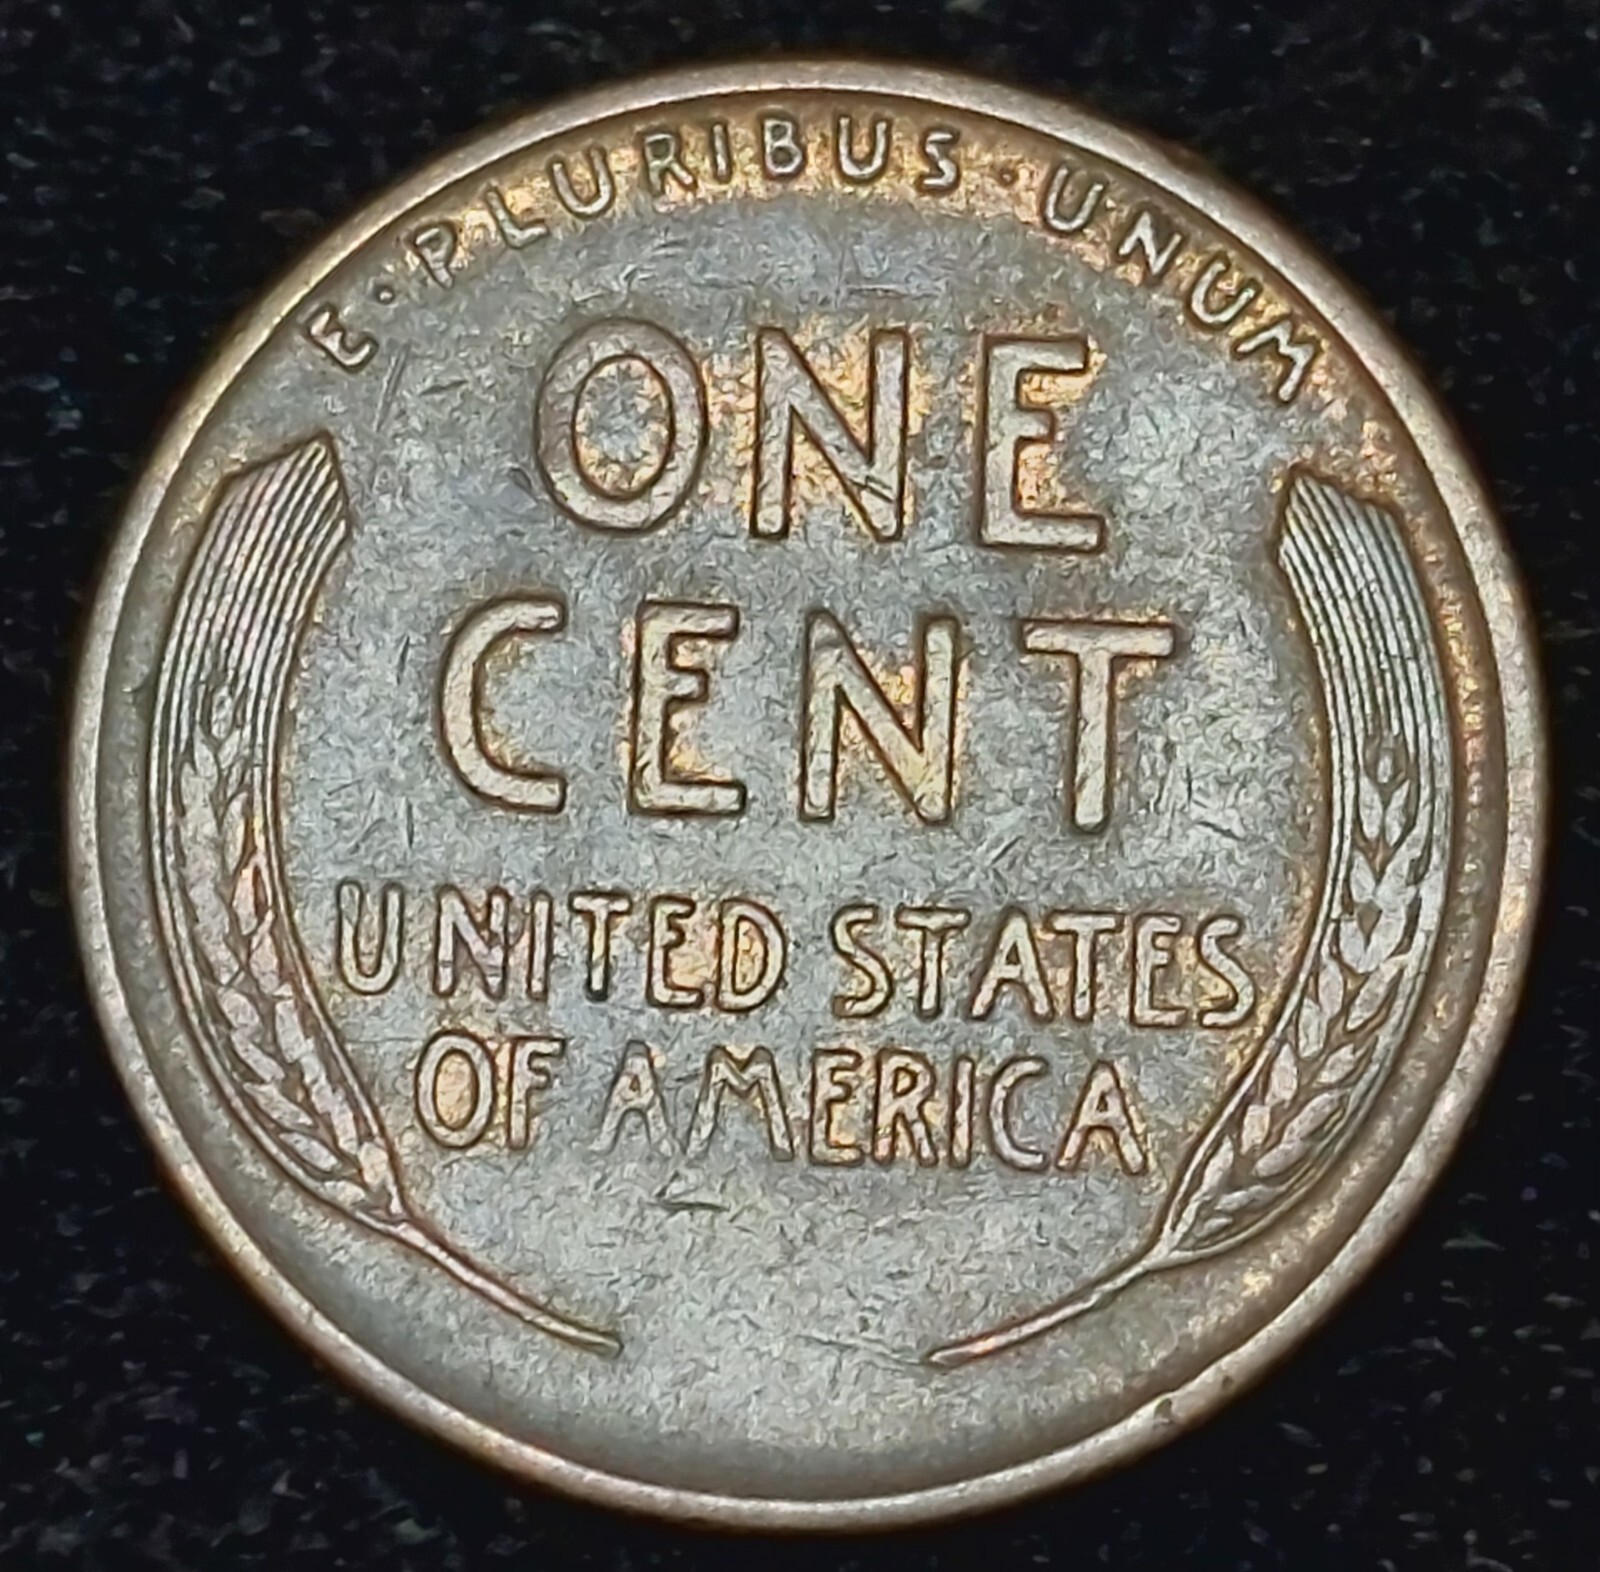 E·PLURIBUS·UNUM
ONE
CENT
UNITED STATES
OF AMERICA